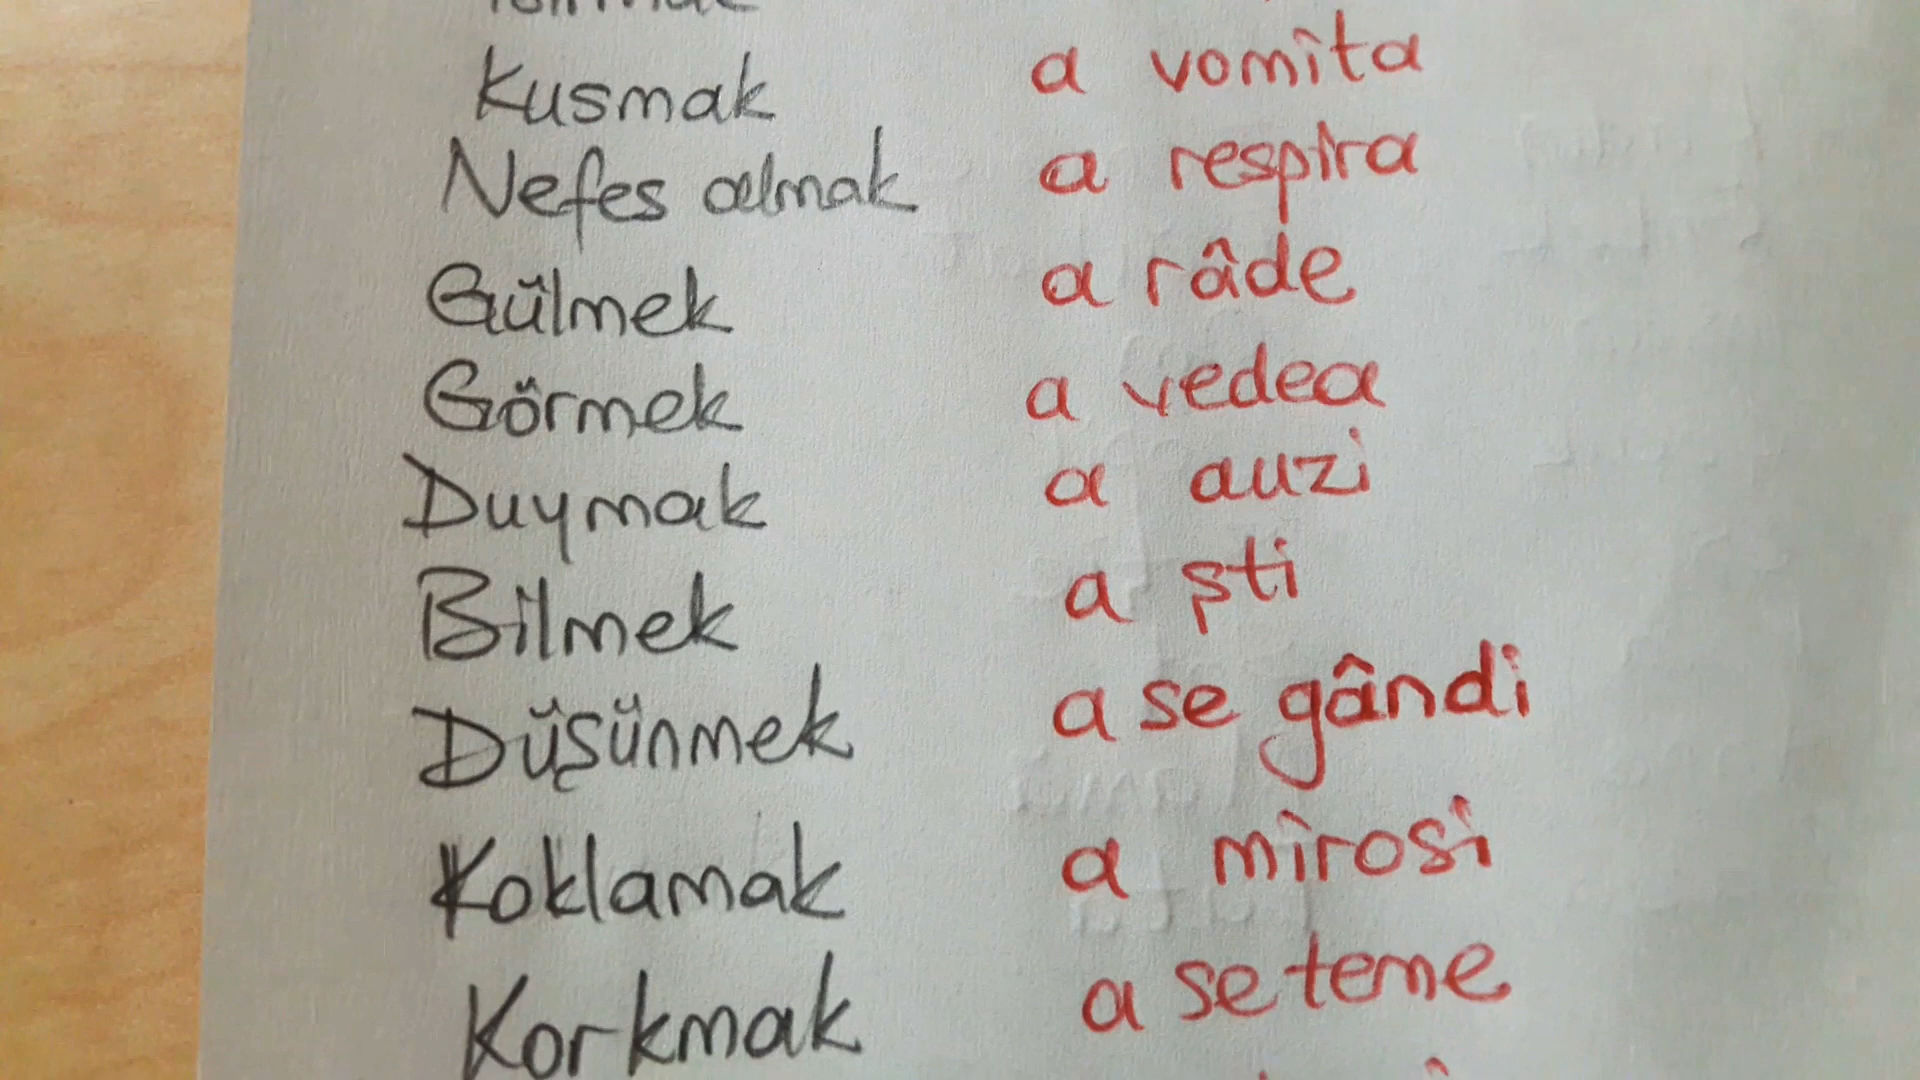 Kusmak a vomita
Nefes almak a respira
Gülmek a râde
Görmek a vedea
Duymak a auzi
Bilmek a ști
Düşünmek a se gândi
Koklamak a mirosi
Korkmak a se teme